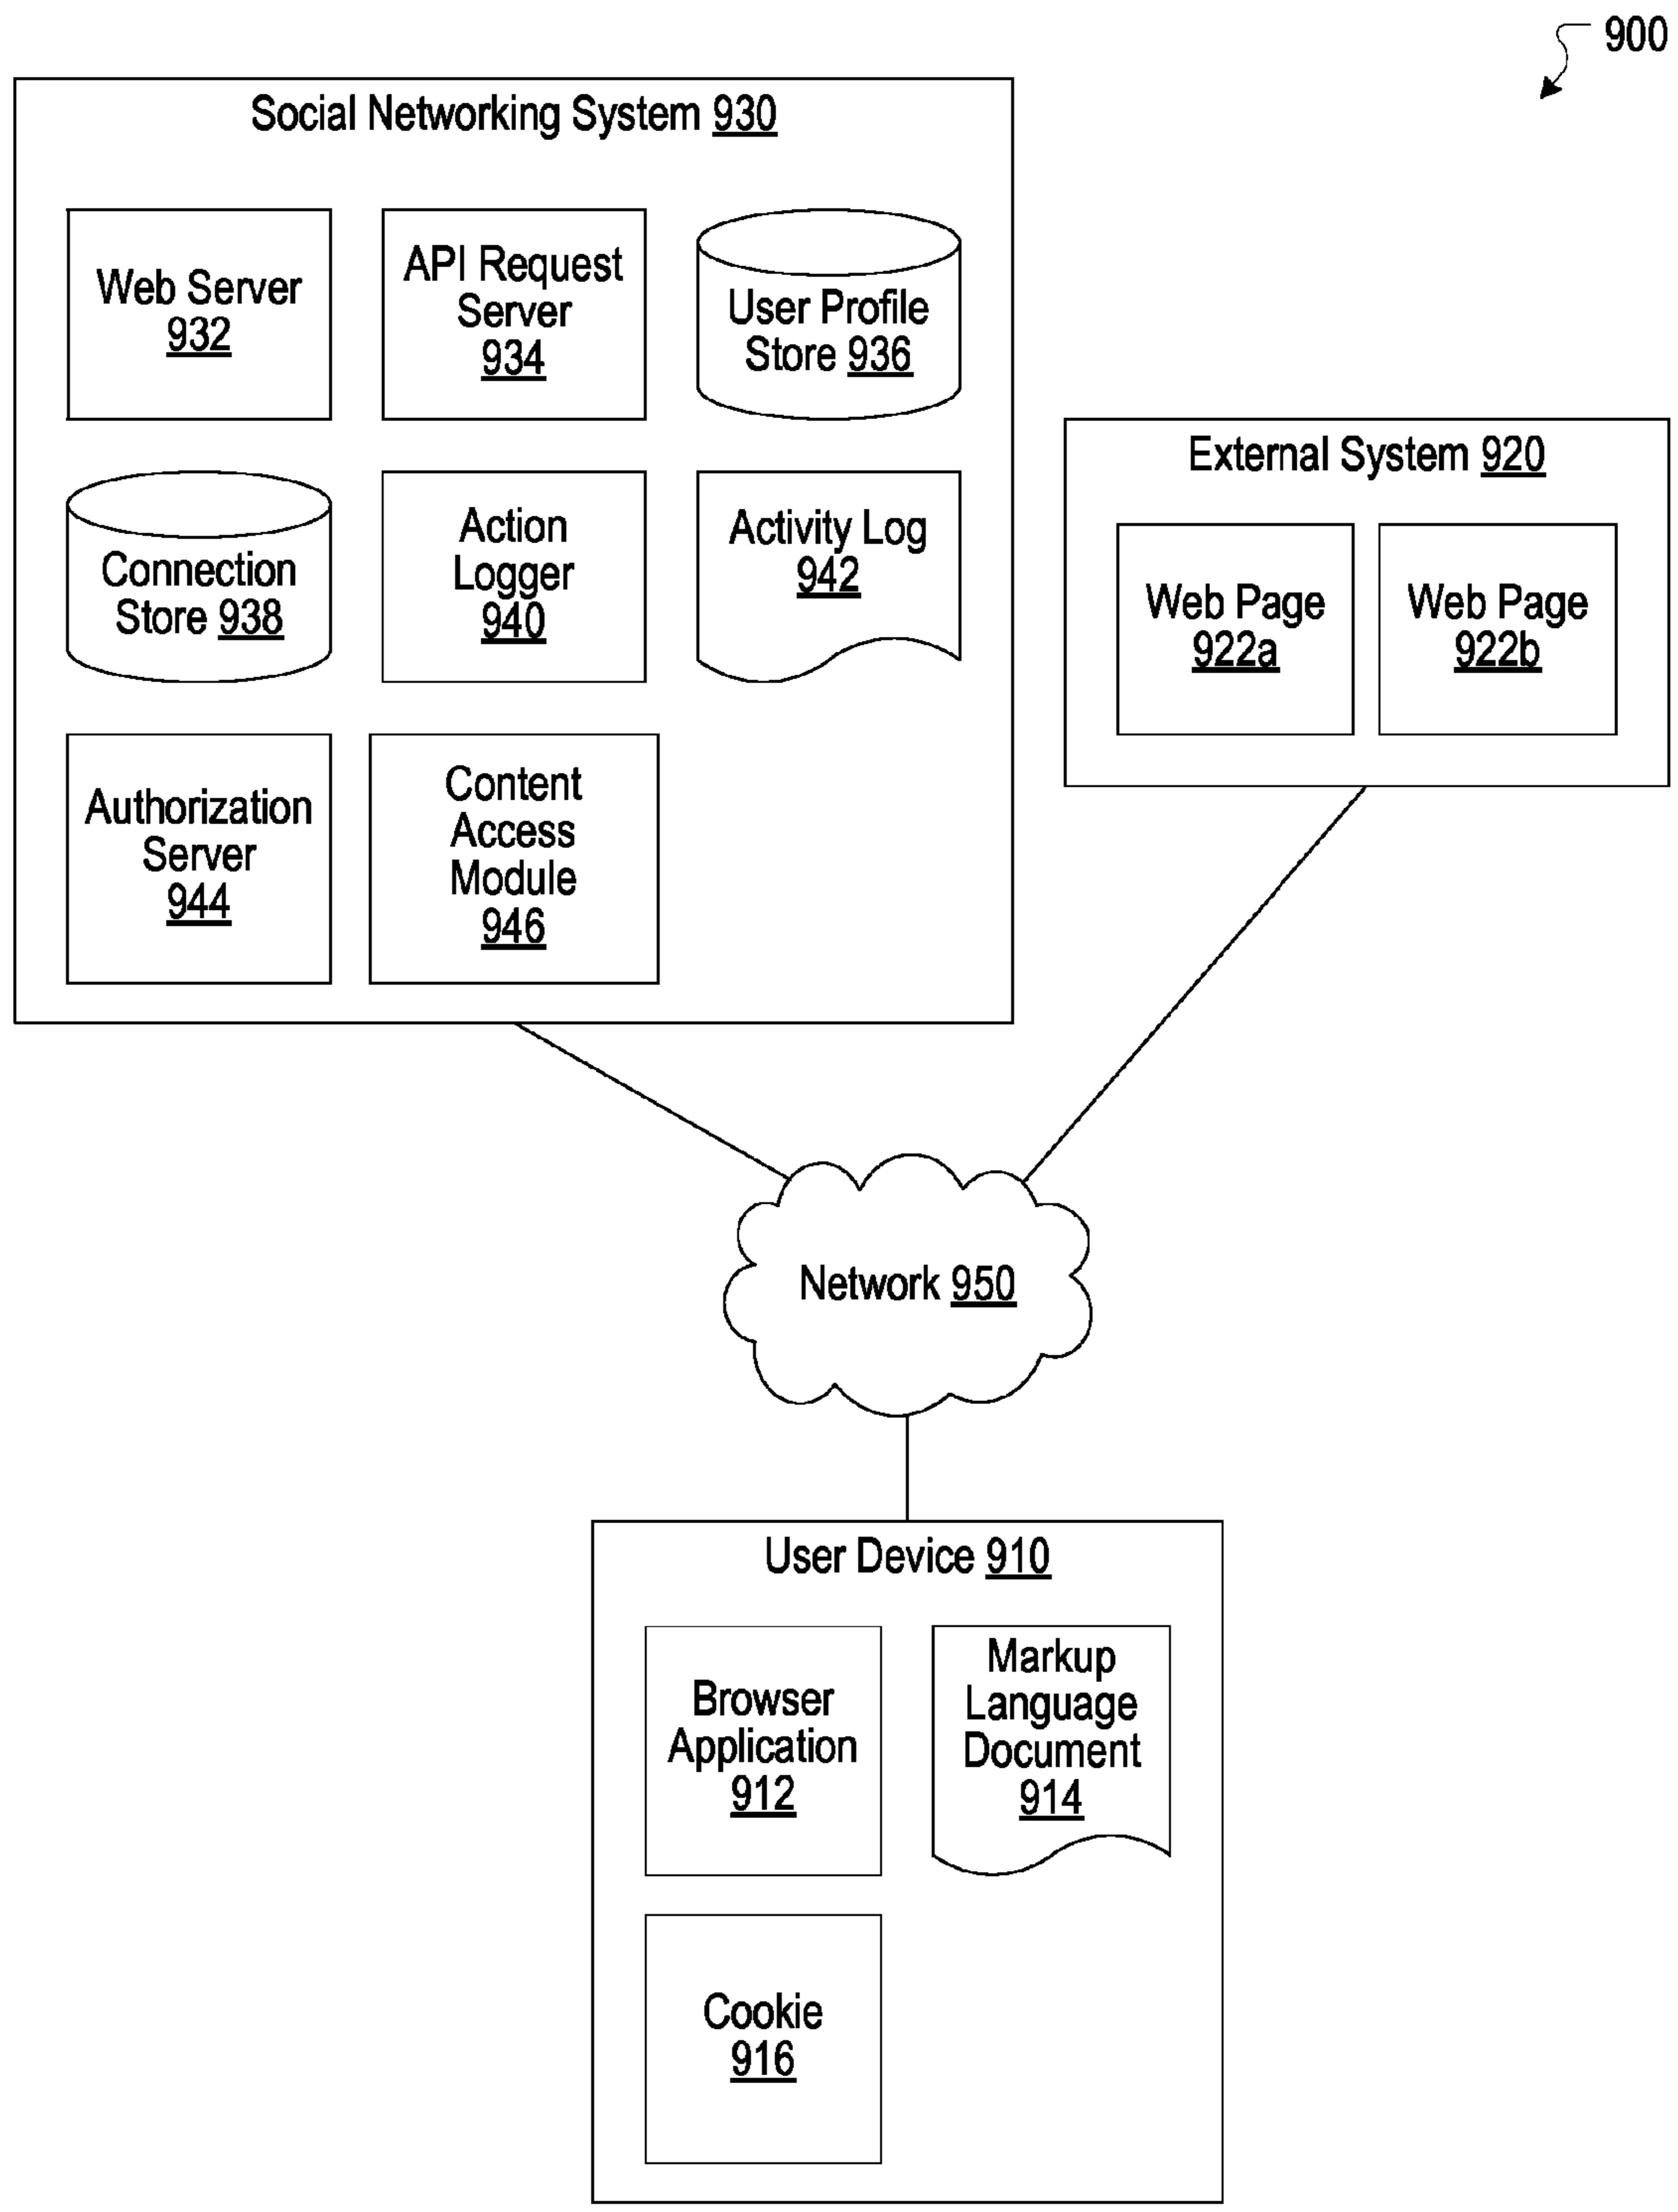 900
Social Networking System 930
Web Server
932
API Request
Server
934
User Profile
Store 936
Connection
Store 938
Action
Logger
940
Activity Log
942
Authorization
Server
944
Content
Access
Module
946
External System 920
Web Page
922a
Web Page
922b
Network 950
User Device 910
Browser
Application
912
Markup
Language
Document
914
Cookie
916